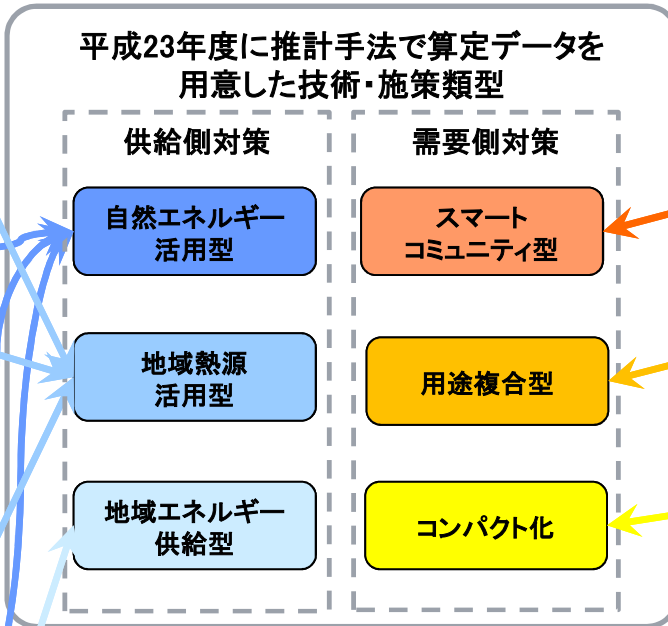 平成23年度に推計手法で算定データを
用意した技術・施策類型
供給側対策
自然エネルギー
活用型
地域熱源
活用型
地域エネルギー
供給型
需要側対策
スマート
コミュニティ型
用途複合型
コンパクト化